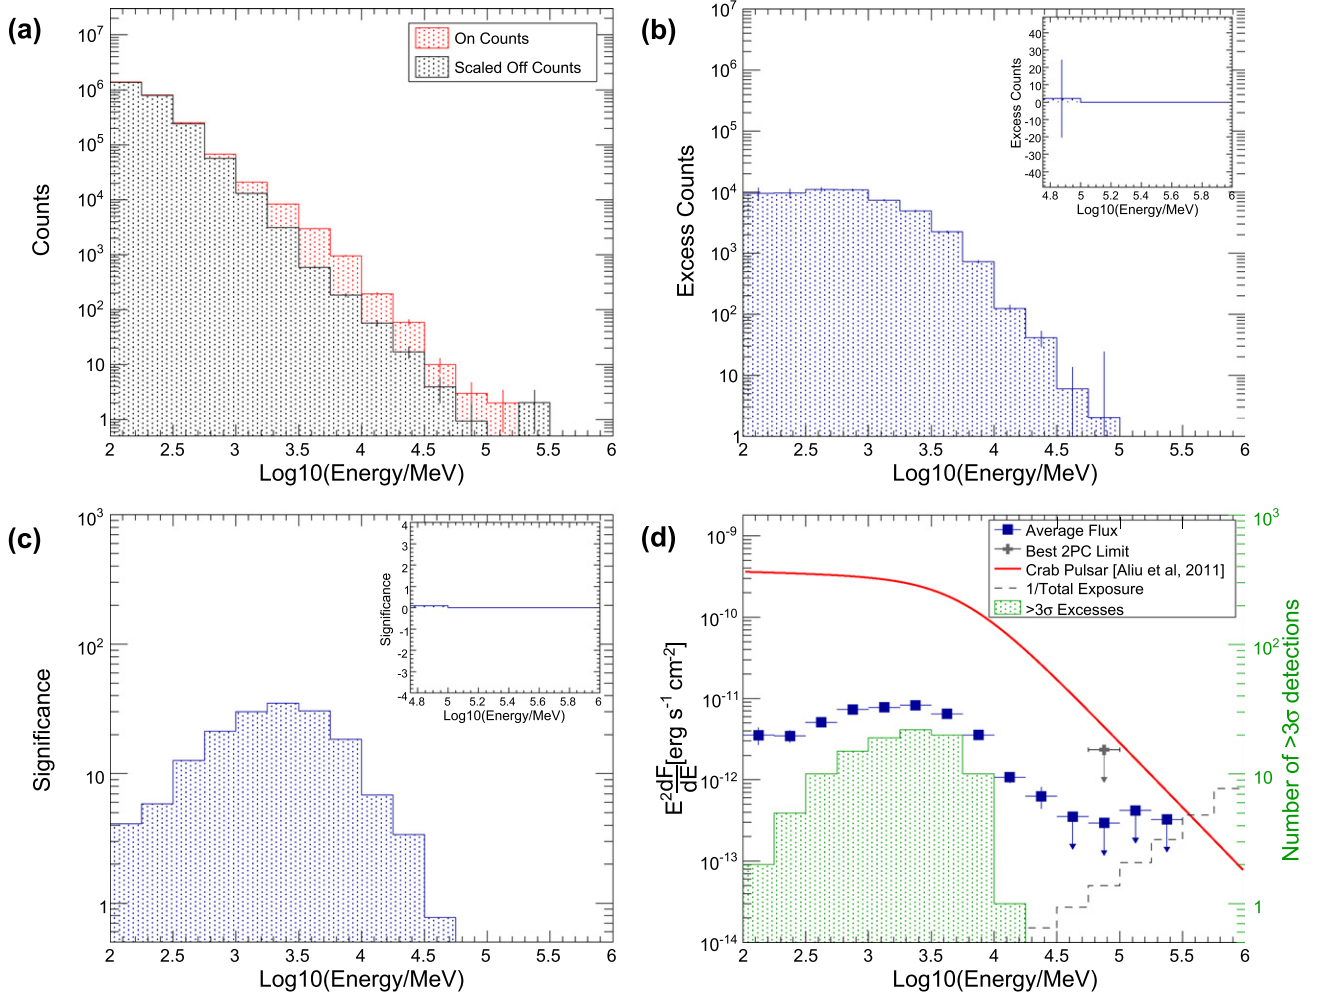 (a)
10^7
10^6
10^5
10^4
10^3
10^2
10
1
Counts
On Counts
Scaled Off Counts
2 2.5 3 3.5 4 4.5 5 5.5 6
Log10(Energy/MeV)
(b)
10^7
10^6
10^5
10^4
10^3
10^2
10
1
Excess Counts
2 2.5 3 3.5 4 4.5 5 5.5 6
Log10(Energy/MeV)
40
30
20
10
0
-10
-20
-30
-40
Excess Counts
4.8 5 5.2 5.4 5.6 5.8 6
Log10(Energy/MeV)
(c)
10^3
10^2
10
1
Significance
2 2.5 3 3.5 4 4.5 5 5.5 6
Log10(Energy/MeV)
4
3
2
1
0
-1
-2
-3
-4
Significance
4.8 5 5.2 5.4 5.6 5.8 6
Log10(Energy/MeV)
(d)
10^-9
10^-10
10^-11
10^-12
10^-13
10^-14
E^2 dF/dE [erg s^-1 cm^-2]
Average Flux
Best 2PC Limit
Crab Pulsar [Aliu et al, 2011]
1/Total Exposure
>3σ Excesses
10^3
10^2
10
1
Number of >3σ detections
2 2.5 3 3.5 4 4.5 5 5.5 6
Log10(Energy/MeV)